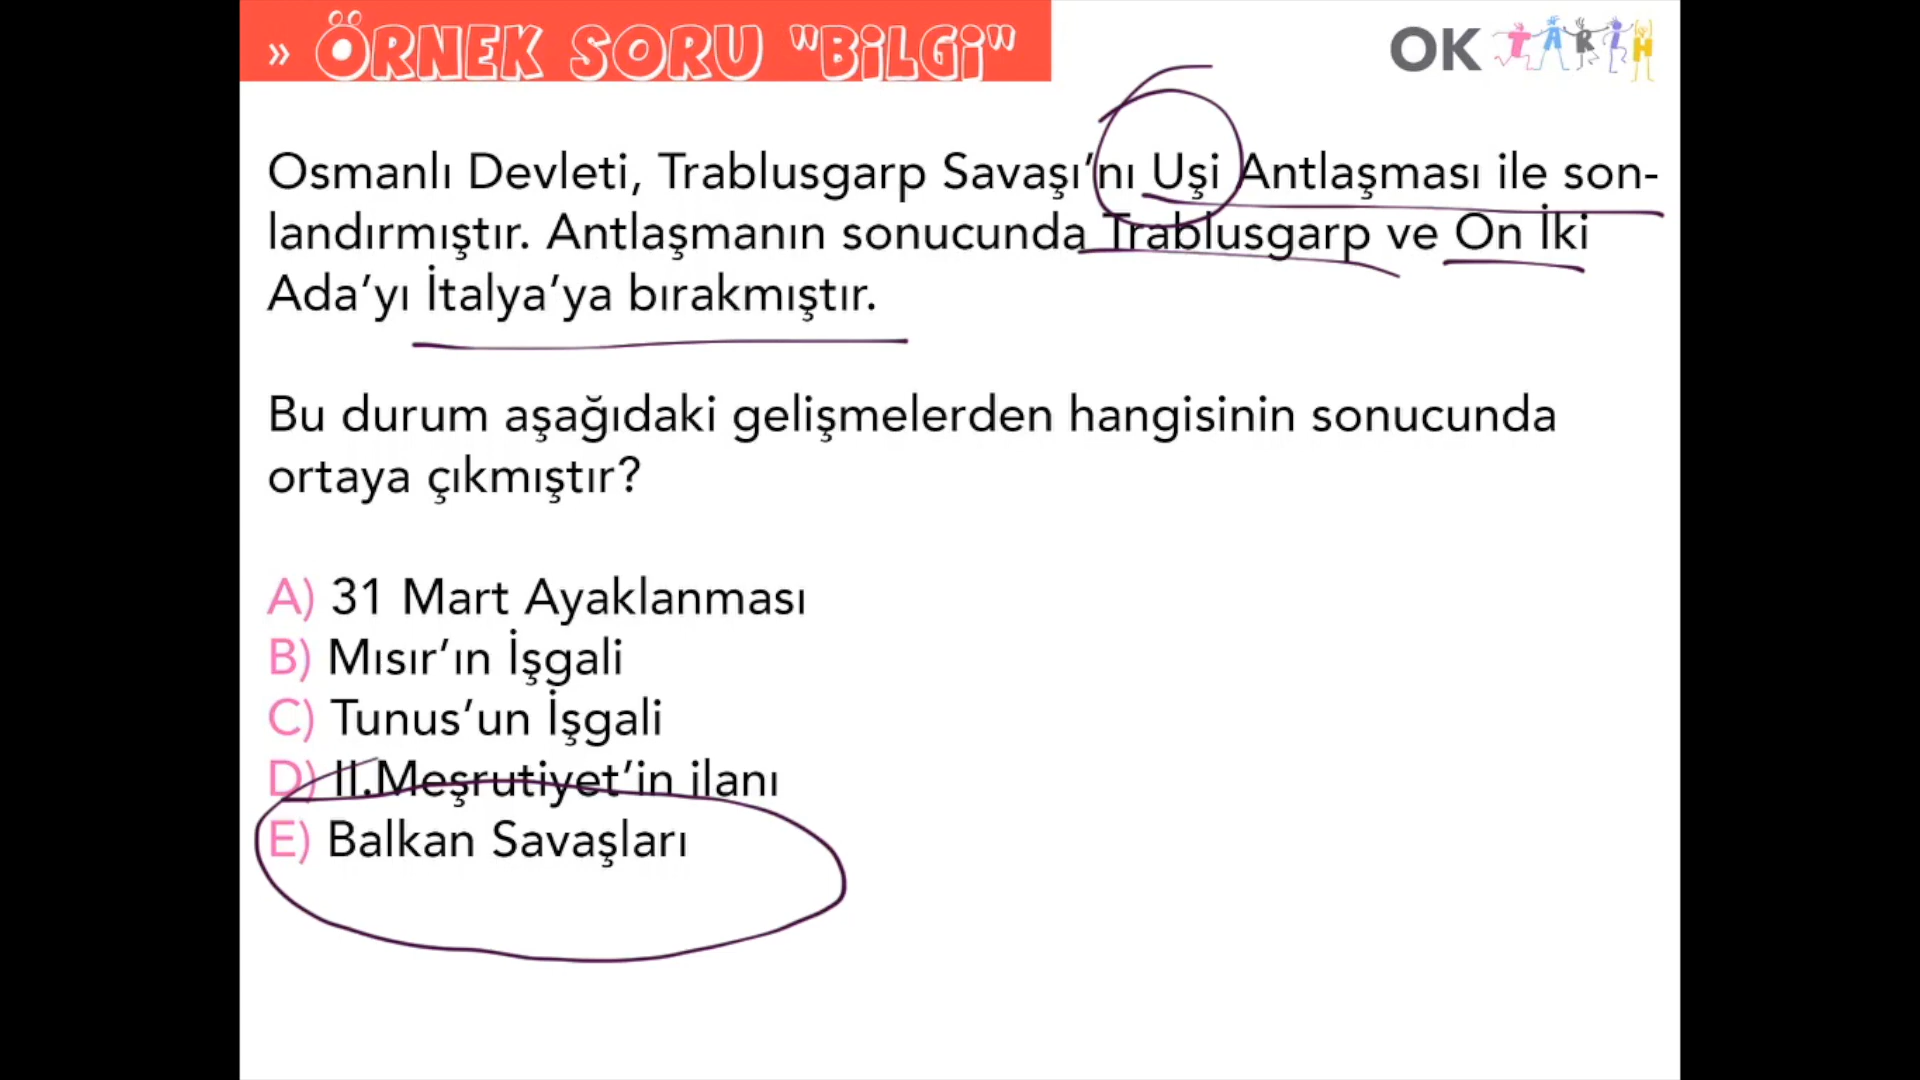 » ÖRNEK SORU "BİLGİ"
OK TARİH
Osmanlı Devleti, Trablusgarp Savaşı’nı Uşi Antlaşması ile son-
landırmıştır. Antlaşmanın sonucunda Trablusgarp ve On İki
Ada’yı İtalya’ya bırakmıştır.
Bu durum aşağıdaki gelişmelerden hangisinin sonucunda
ortaya çıkmıştır?
A) 31 Mart Ayaklanması
B) Mısır’ın İşgali
C) Tunus’un İşgali
D) II.Meşrutiyet’in ilanı
E) Balkan Savaşları